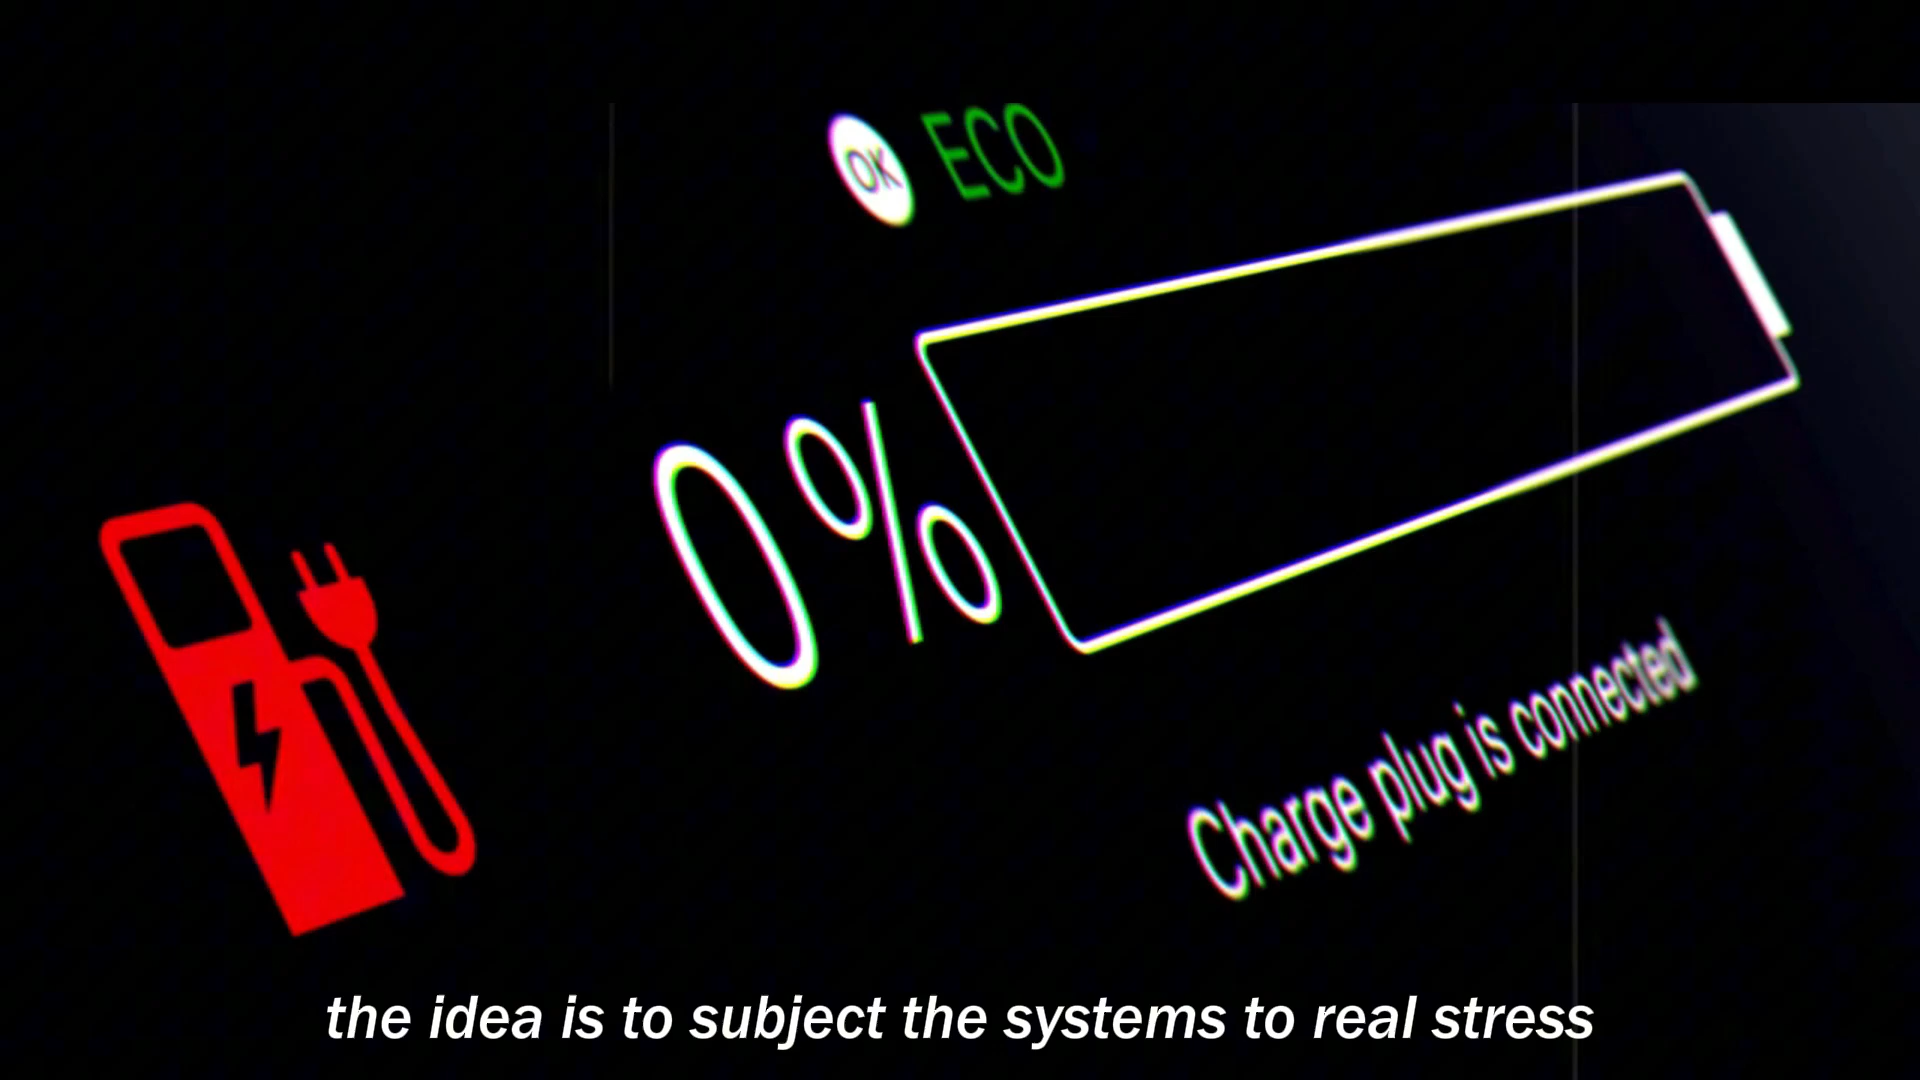 OK ECO
0%
Charge plug is connected
the idea is to subject the systems to real stress